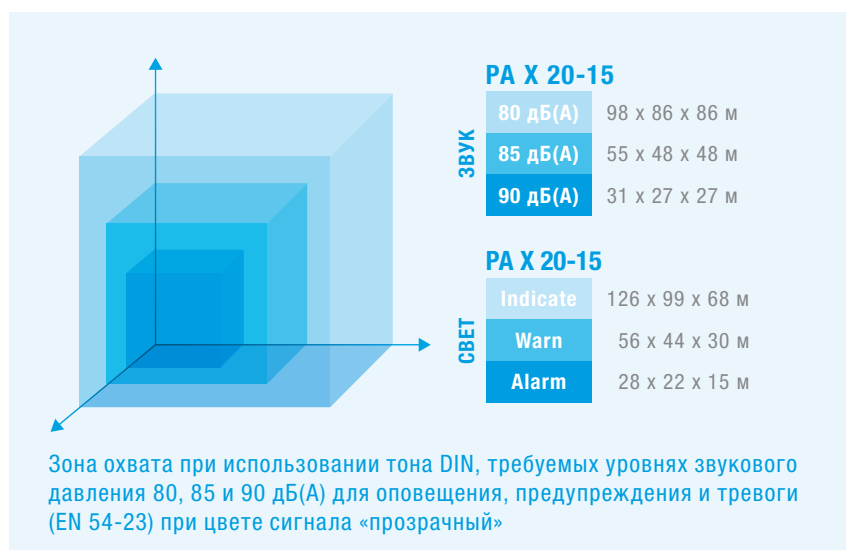 PA X 20-15
ЗВУК
80 дБ(А) 98 x 86 x 86 м
85 дБ(А) 55 x 48 x 48 м
90 дБ(А) 31 x 27 x 27 м
PA X 20-15
СВЕТ
Indicate 126 x 99 x 68 м
Warn 56 x 44 x 30 м
Alarm 28 x 22 x 15 м
Зона охвата при использовании тона DIN, требуемых уровнях звукового
давления 80, 85 и 90 дБ(А) для оповещения, предупреждения и тревоги
(EN 54-23) при цвете сигнала «прозрачный»